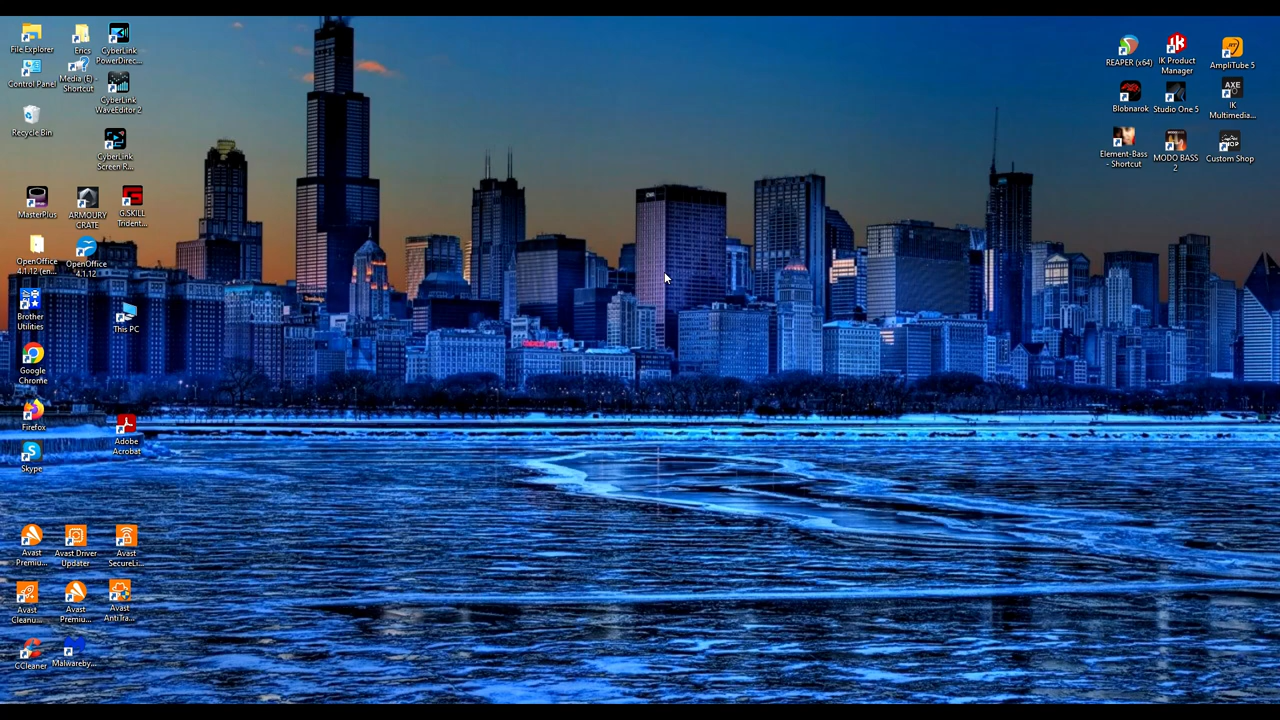 File Explorer
Erics
CyberLink
PowerDirec...
Control Panel
Media (E) -
Shortcut
CyberLink
WaveEditor 2
Recycle Bin
CyberLink
Screen R...
MasterPlus
ARMOURY
CRATE
G.SKILL
Trident...
OpenOffice
4.1.12 (en...
OpenOffice
4.1.12
Brother
Utilities
This PC
Google
Chrome
Firefox
Adobe
Acrobat
Skype
Avast
Premiu...
Avast Driver
Updater
Avast
SecureLi...
Avast
Cleanu...
Avast
Premiu...
Avast
AntiTra...
CCleaner
Malwareby...
REAPER (x64)
IK Product
Manager
AmpliTube 5
Blobnarok
Studio One 5
AXE
I/O
IK
Multimedia...
Element-Bass
- Shortcut
MODO BASS
2
SHOP
Custom Shop